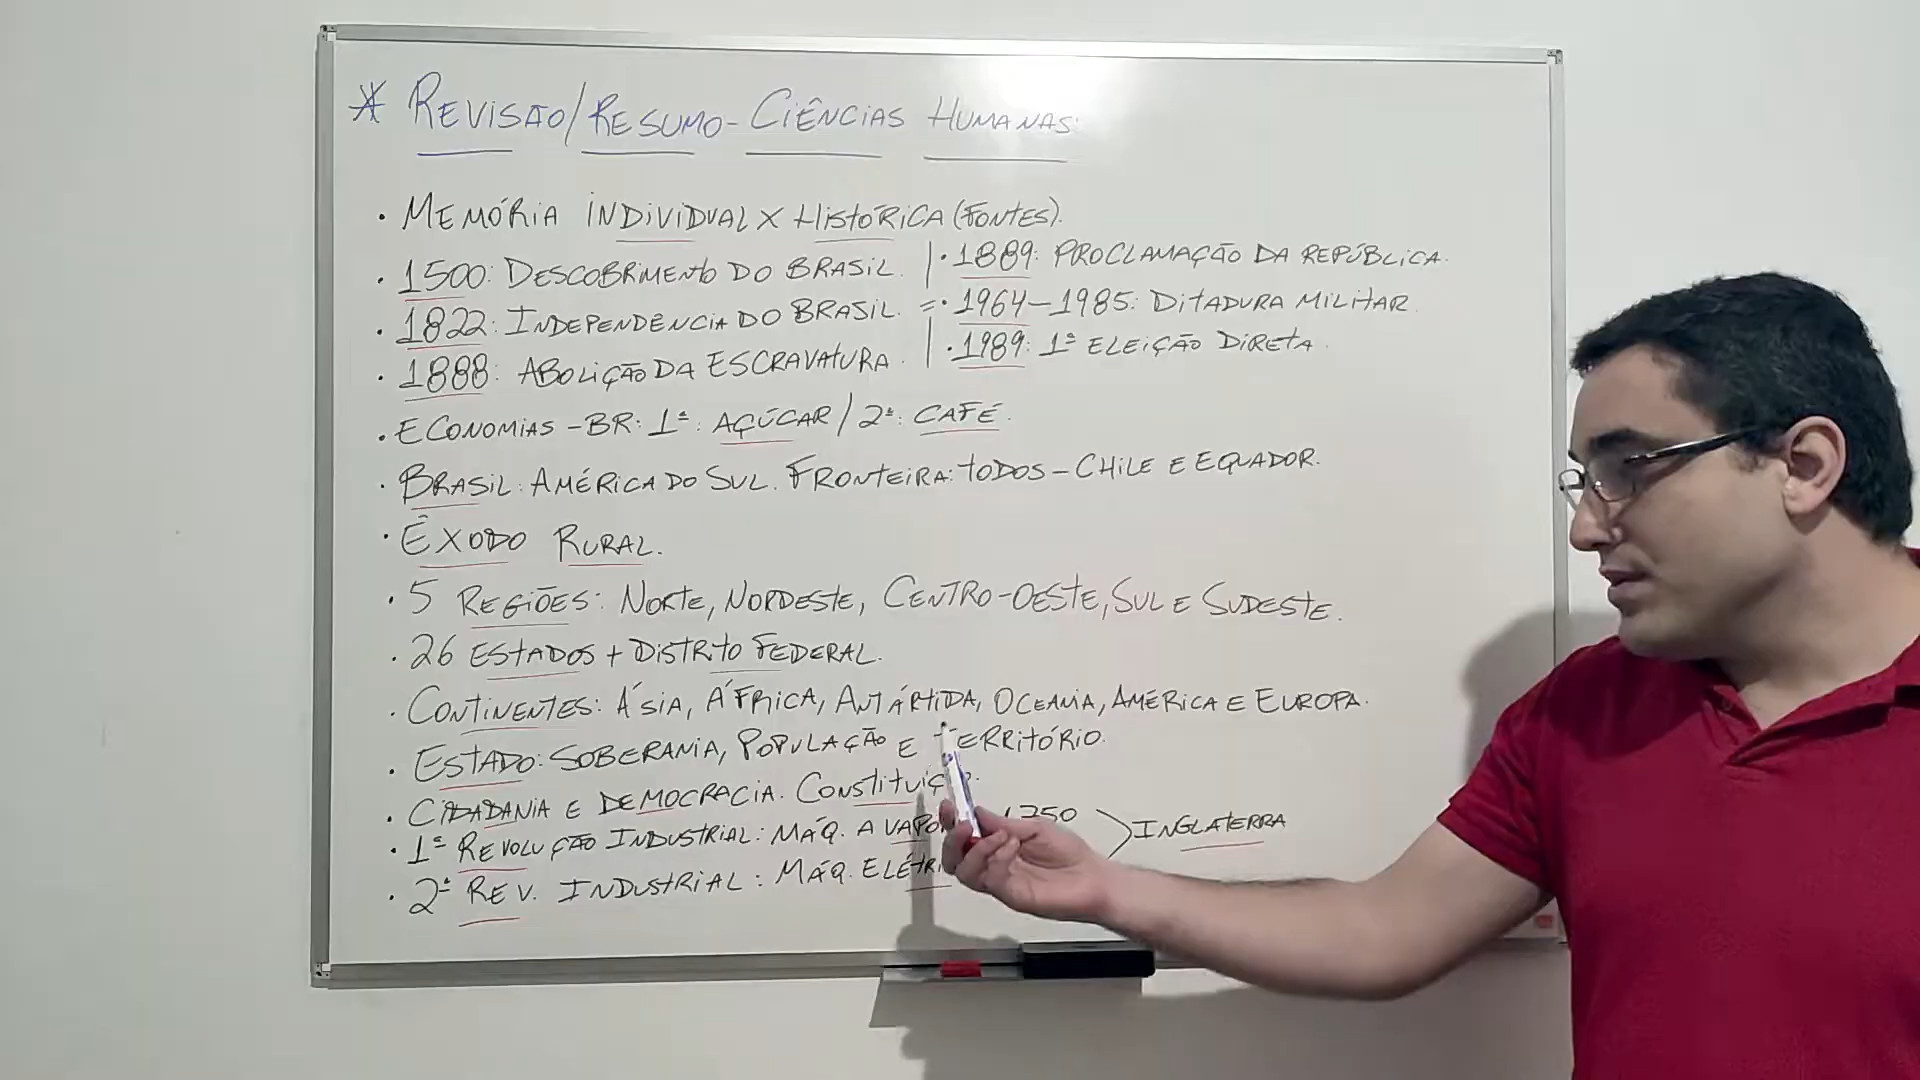 * REVISÃO/RESUMO - CIÊNCIAS HUMANAS:
• MEMÓRIA INDIVIDUAL X HISTÓRICA (FONTES).
• 1500: DESCOBRIMENTO DO BRASIL.
• 1822: INDEPENDÊNCIA DO BRASIL.
• 1888: ABOLIÇÃO DA ESCRAVATURA.
• 1889: PROCLAMAÇÃO DA REPÚBLICA.
• 1964-1985: DITADURA MILITAR.
• 1989: 1ª ELEIÇÃO DIRETA.
• ECONOMIAS - BR: 1ª: AÇÚCAR / 2ª: CAFÉ.
• BRASIL: AMÉRICA DO SUL. FRONTEIRA: TODOS - CHILE E EQUADOR.
• ÊXODO RURAL.
• 5 REGIÕES: NORTE, NORDESTE, CENTRO-OESTE, SUL E SUDESTE.
• 26 ESTADOS + DISTRITO FEDERAL.
• CONTINENTES: ÁSIA, ÁFRICA, ANTÁRTIDA, OCEANIA, AMÉRICA E EUROPA.
• ESTADO: SOBERANIA, POPULAÇÃO E TERRITÓRIO.
• CIDADANIA E DEMOCRACIA.
• 1ª REVOLUÇÃO INDUSTRIAL: MÁQ. A 1750 INGLATERRA
• 2ª REV. INDUSTRIAL: MÁQ.